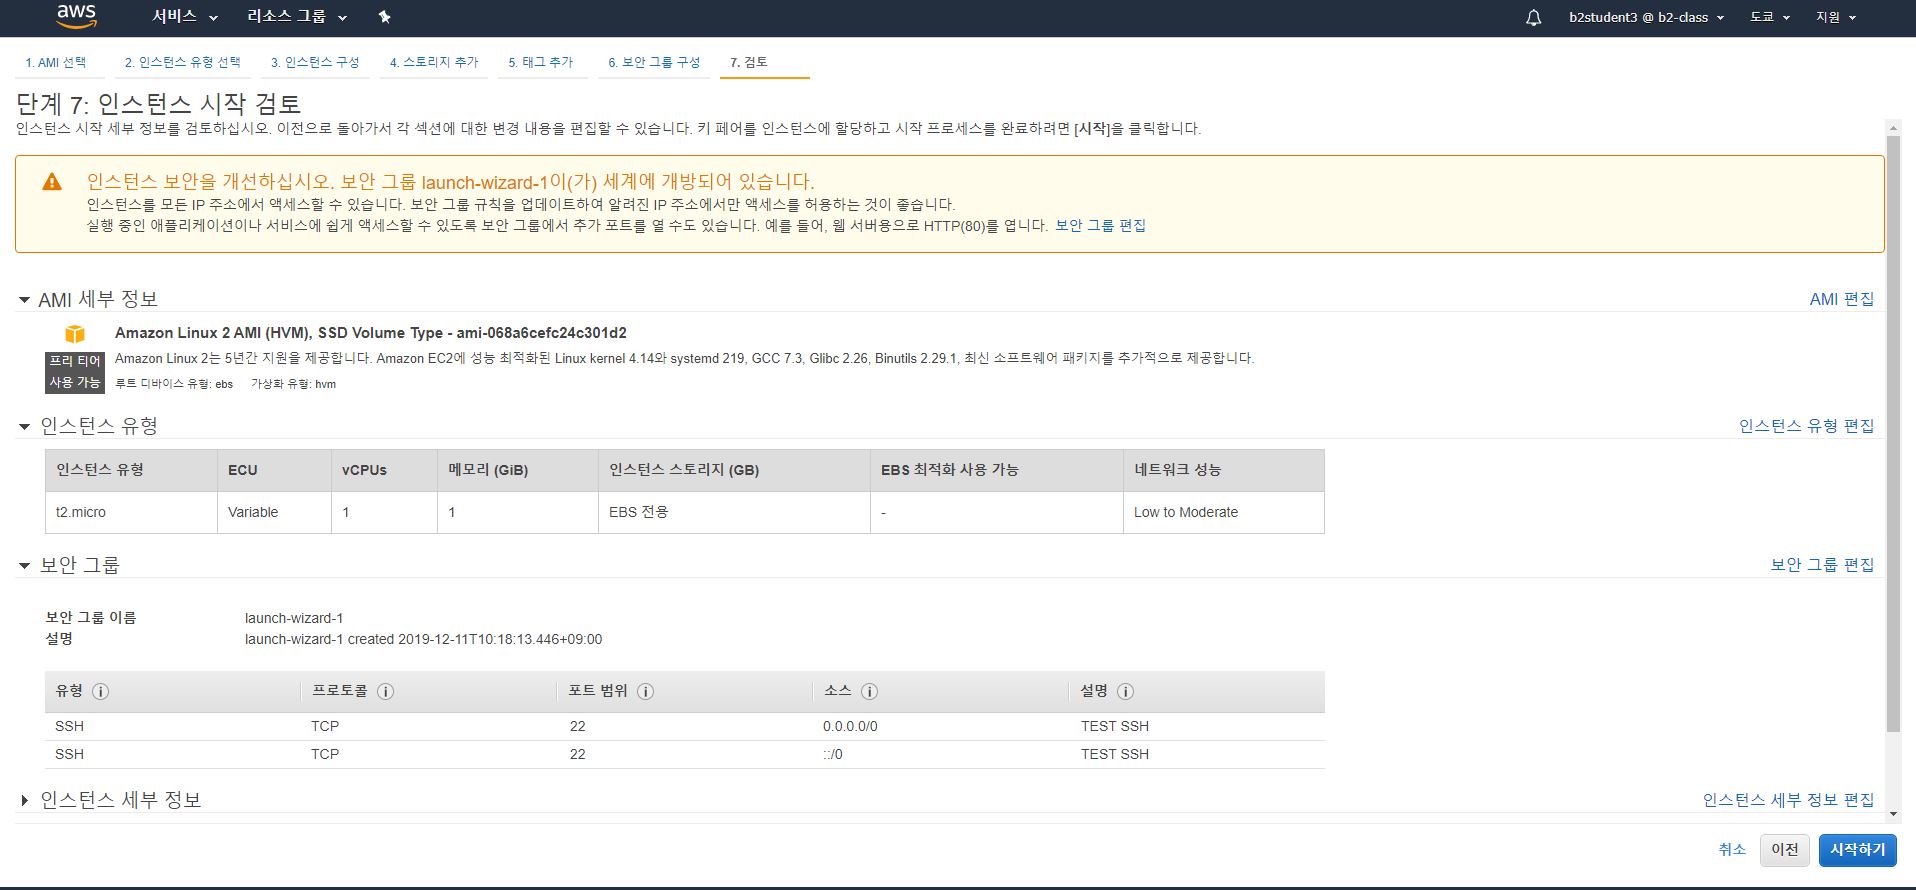 aws 서비스 리소스 그룹 b2student3 @ b2-class 도쿄 지원
1. AMI 선택 2. 인스턴스 유형 선택 3. 인스턴스 구성 4. 스토리지 추가 5. 태그 추가 6. 보안 그룹 구성 7. 검토
단계 7: 인스턴스 시작 검토
인스턴스 시작 세부 정보를 검토하십시오. 이전으로 돌아가서 각 섹션에 대한 변경 내용을 편집할 수 있습니다. 키 페어를 인스턴스에 할당하고 시작 프로세스를 완료하려면 [시작]을 클릭합니다.
인스턴스 보안을 개선하십시오. 보안 그룹 launch-wizard-1이(가) 세계에 개방되어 있습니다.
인스턴스를 모든 IP 주소에서 액세스할 수 있습니다. 보안 그룹 규칙을 업데이트하여 알려진 IP 주소에서만 액세스를 허용하는 것이 좋습니다.
실행 중인 애플리케이션이나 서비스에 쉽게 액세스할 수 있도록 보안 그룹에서 추가 포트를 열 수도 있습니다. 예를 들어, 웹 서버용으로 HTTP(80)를 엽니다. 보안 그룹 편집
AMI 세부 정보 AMI 편집
Amazon Linux 2 AMI (HVM), SSD Volume Type - ami-068a6cefc24c301d2
프리 티어 Amazon Linux 2는 5년간 지원을 제공합니다. Amazon EC2에 성능 최적화된 Linux kernel 4.14와 systemd 219, GCC 7.3, Glibc 2.26, Binutils 2.29.1, 최신 소프트웨어 패키지를 추가적으로 제공합니다.
사용 가능 루트 디바이스 유형: ebs 가상화 유형: hvm
인스턴스 유형 인스턴스 유형 편집
인스턴스 유형 ECU vCPUs 메모리 (GiB) 인스턴스 스토리지 (GB) EBS 최적화 사용 가능 네트워크 성능
t2.micro Variable 1 1 EBS 전용 - Low to Moderate
보안 그룹 보안 그룹 편집
보안 그룹 이름 launch-wizard-1
설명 launch-wizard-1 created 2019-12-11T10:18:13.446+09:00
유형 프로토콜 포트 범위 소스 설명
SSH TCP 22 0.0.0.0/0 TEST SSH
SSH TCP 22 ::/0 TEST SSH
인스턴스 세부 정보 인스턴스 세부 정보 편집
취소 이전 시작하기